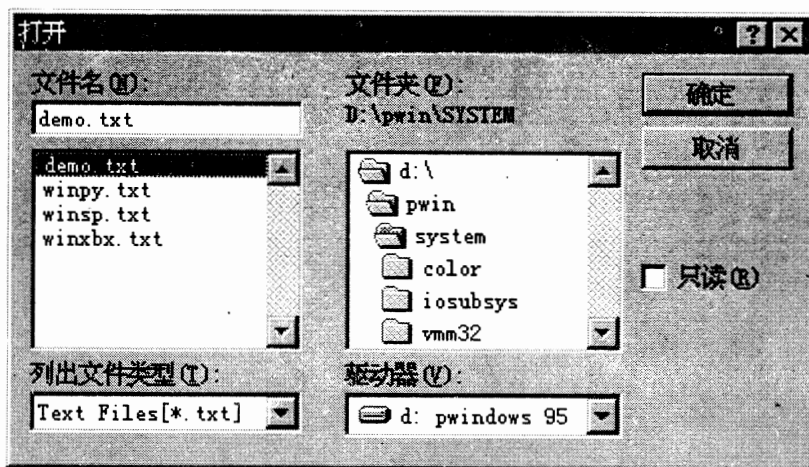 打开
文件名(N):
demo.txt
demo.txt
winpy.txt
winsp.txt
winxbx.txt
列出文件类型(T):
Text Files[*.txt]
文件夹(F):
D:\pwin\SYSTEM
d:\
pwin
system
color
iosubsys
vmm32
驱动器(V):
d: pwindows 95
确定
取消
只读(R)